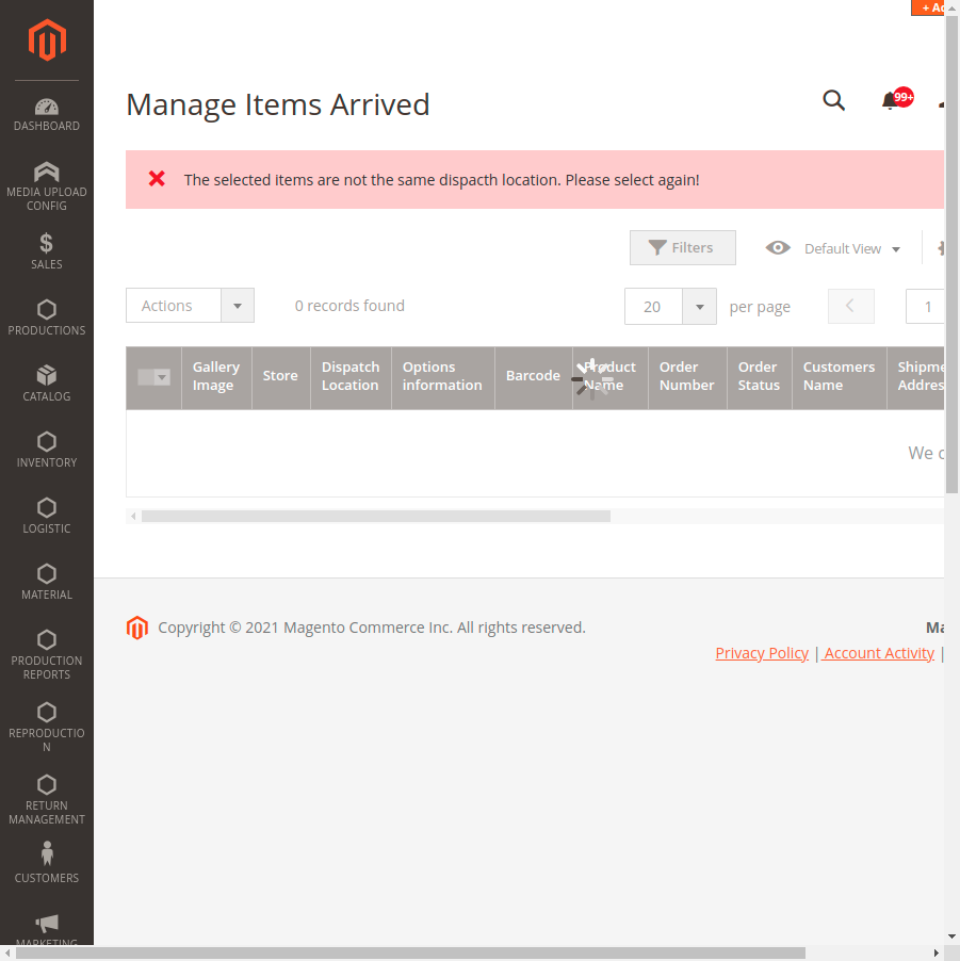 + Ad
DASHBOARD
MEDIA UPLOAD
CONFIG
SALES
PRODUCTIONS
CATALOG
INVENTORY
LOGISTIC
MATERIAL
PRODUCTION
REPORTS
REPRODUCTIO
N
RETURN
MANAGEMENT
CUSTOMERS
MARKETING
Manage Items Arrived
99+
The selected items are not the same dispacth location. Please select again!
Filters
Default View
Actions
0 records found
20
per page
1
Gallery
Image
Store
Dispatch
Location
Options
information
Barcode
Product
Name
Order
Number
Order
Status
Customers
Name
Shipme
Addres
We c
Copyright © 2021 Magento Commerce Inc. All rights reserved.
Ma
Privacy Policy | Account Activity |